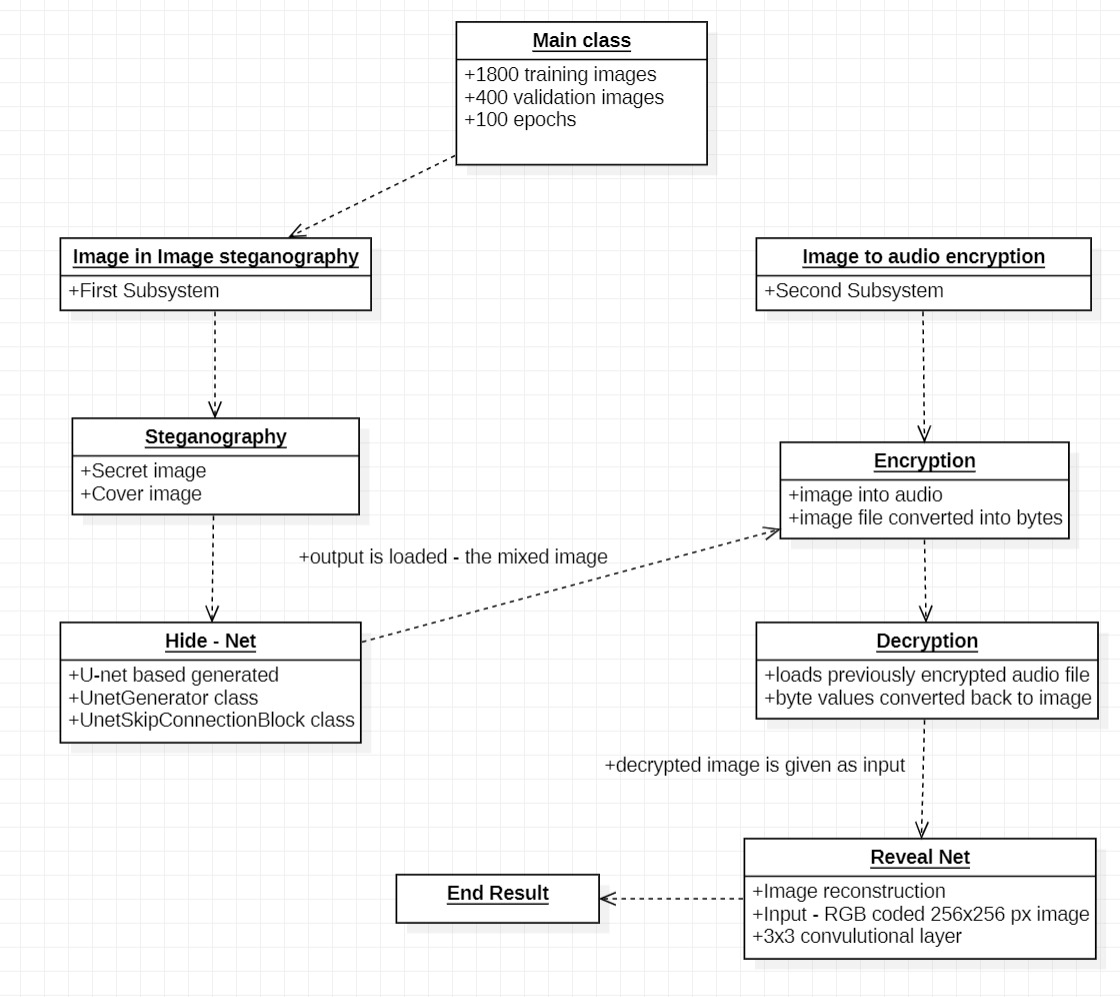 Main class
+1800 training images
+400 validation images
+100 epochs
Image in Image steganography
+First Subsystem
Image to audio encryption
+Second Subsystem
Steganography
+Secret image
+Cover image
Encryption
+image into audio
+image file converted into bytes
+output is loaded - the mixed image
Hide - Net
+U-net based generated
+UnetGenerator class
+UnetSkipConnectionBlock class
Decryption
+loads previously encrypted audio file
+byte values converted back to image
+decrypted image is given as input
Reveal Net
+Image reconstruction
+Input - RGB coded 256x256 px image
+3x3 convulutional layer
End Result